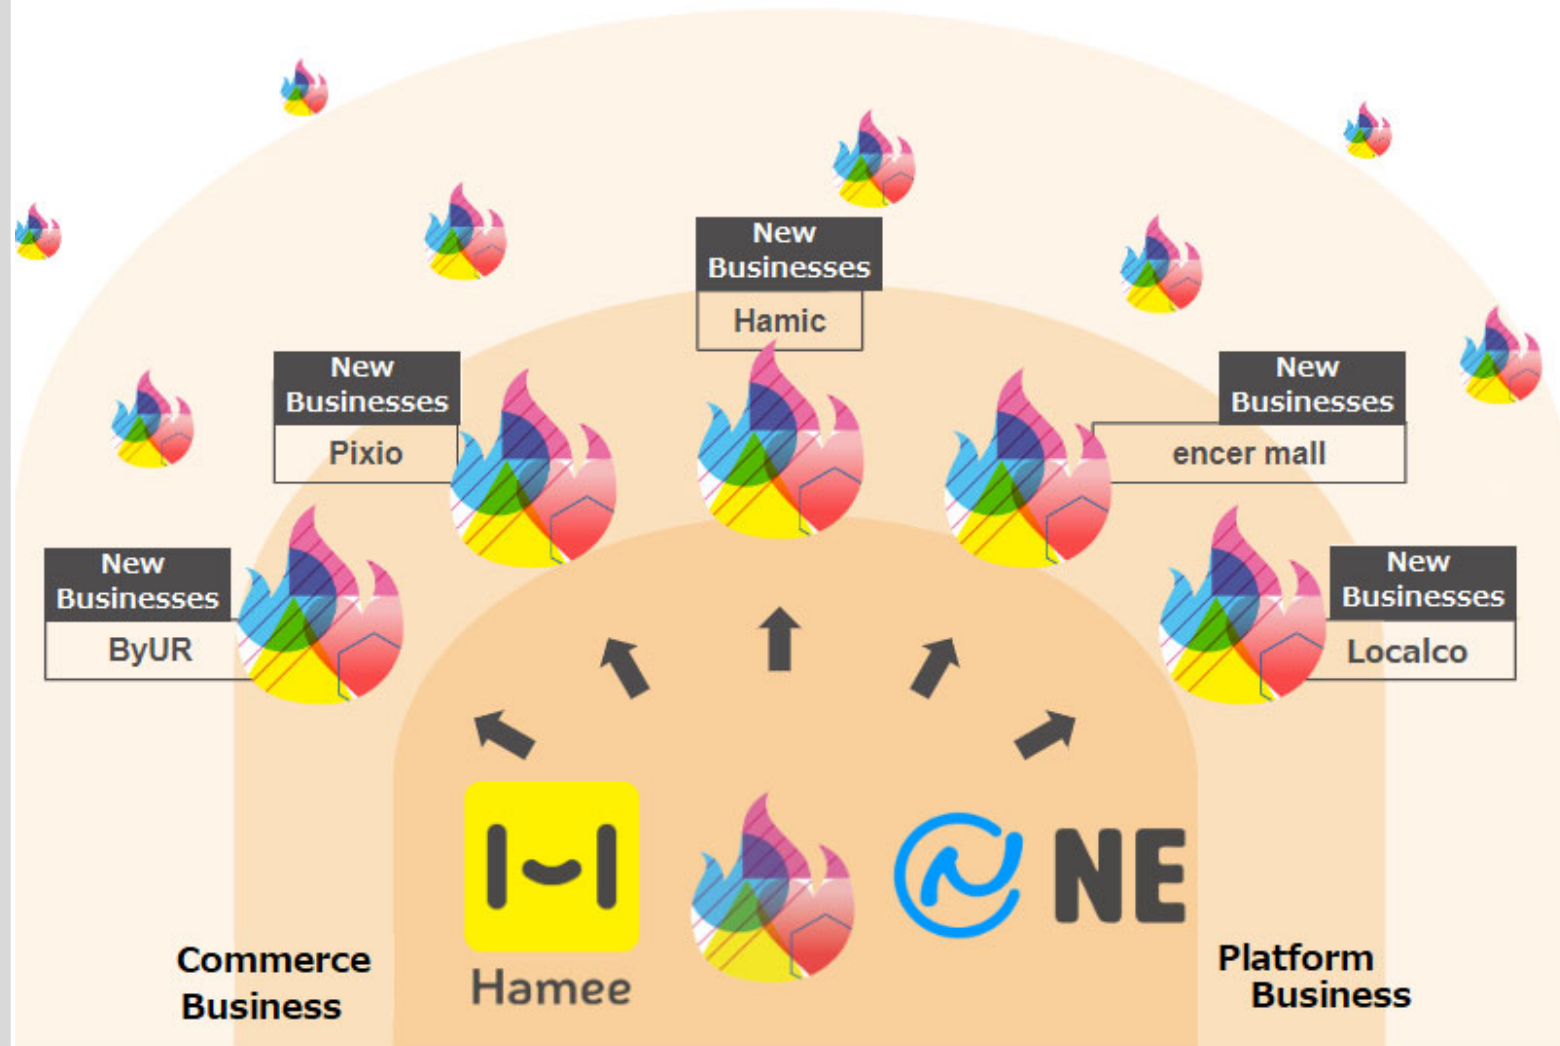 New
Businesses
Hamic
New
Businesses
Pixio
New
Businesses
encer mall
New
Businesses
ByUR
New
Businesses
Localco
Hamee
NE
Commerce
Business
Platform
Business